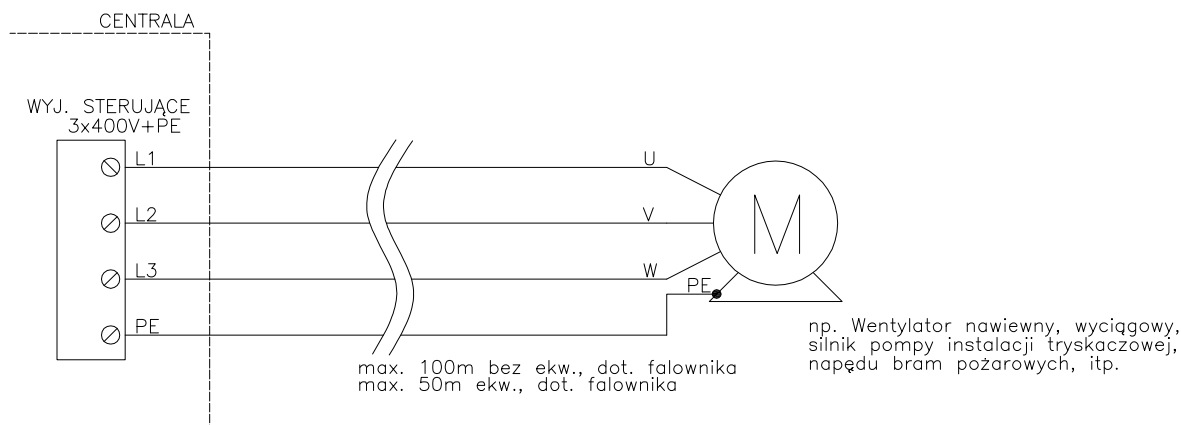 CENTRALA
WYJ. STERUJĄCE
3x400V+PE
L1
U
L2
V
M
L3
W
PE
PE
np. Wentylator nawiewny, wyciągowy,
silnik pompy instalacji tryskaczowej,
napędu bram pożarowych, itp.
max. 100m bez ekw., dot. falownika
max. 50m ekw., dot. falownika